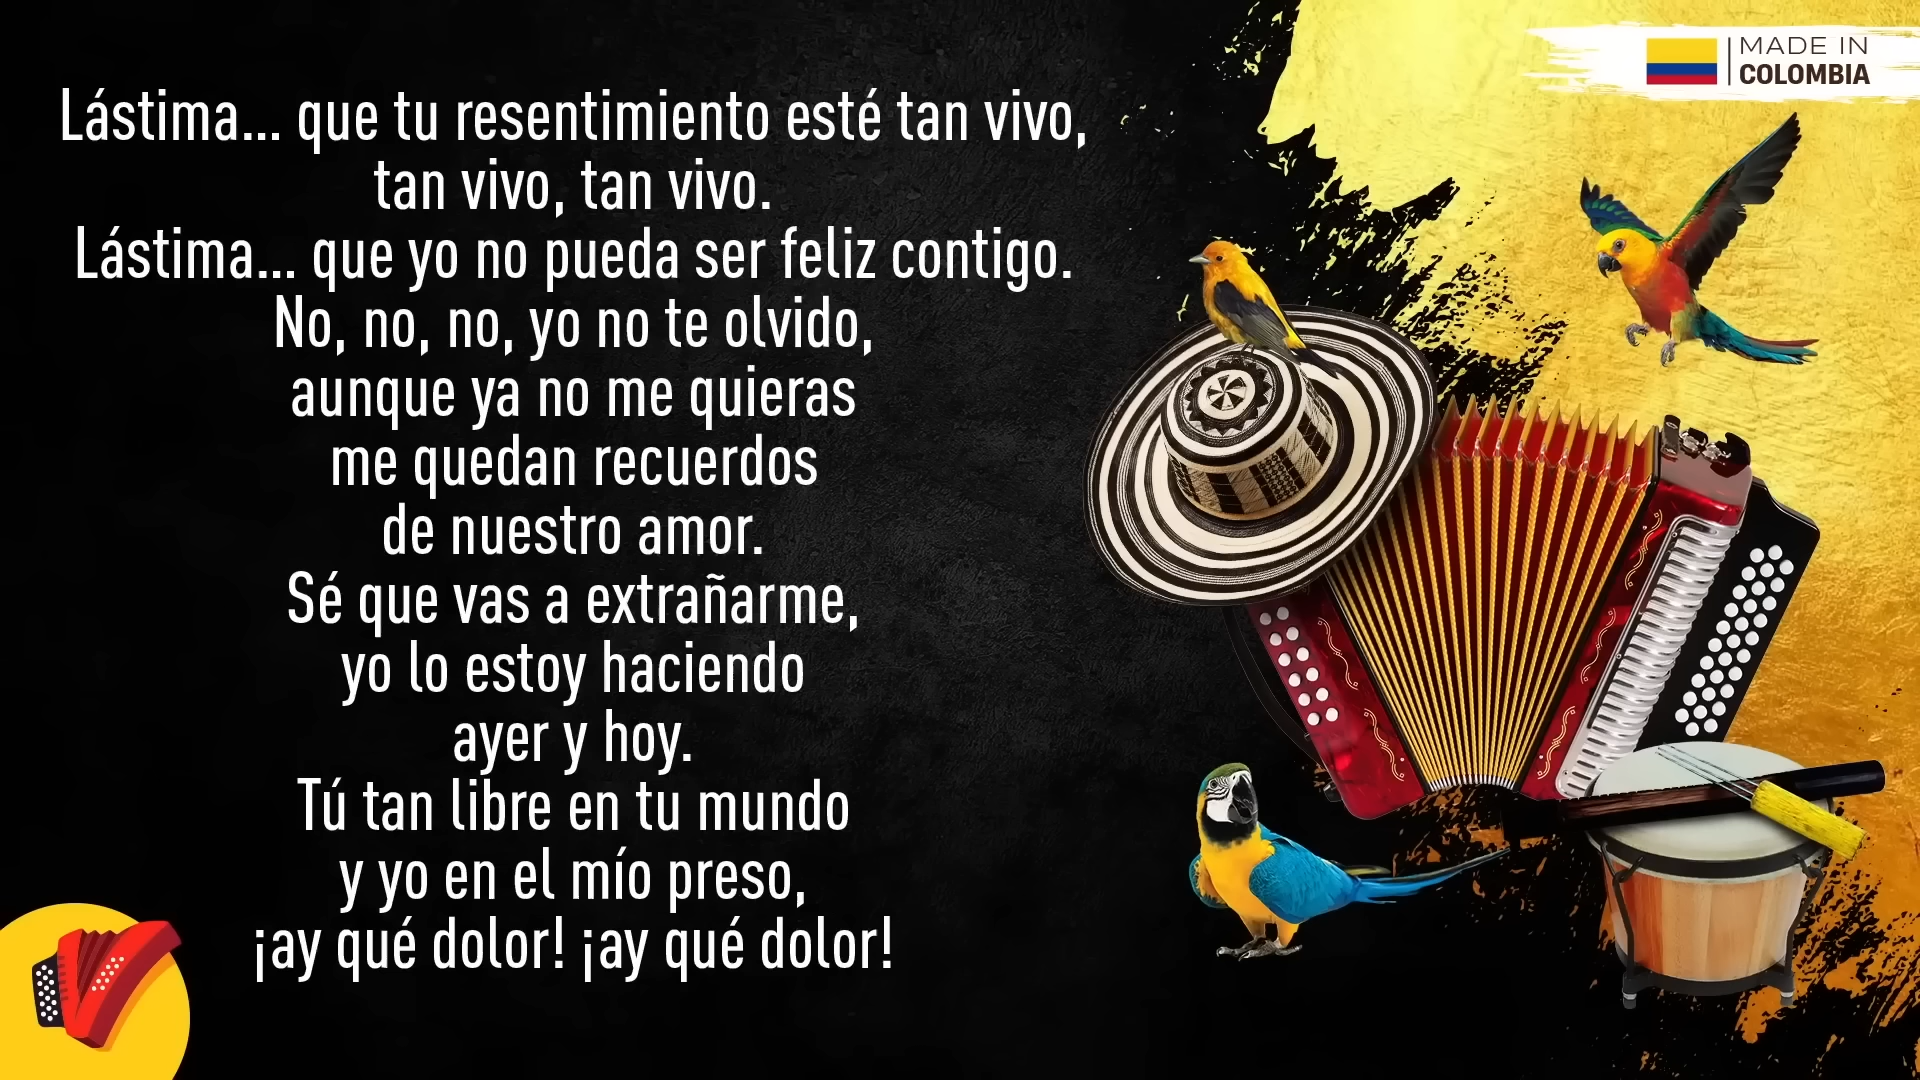 MADE IN
COLOMBIA
Lástima... que tu resentimiento esté tan vivo,
tan vivo, tan vivo.
Lástima... que yo no pueda ser feliz contigo.
No, no, no, yo no te olvido,
aunque ya no me quieras
me quedan recuerdos
de nuestro amor.
Sé que vas a extrañarme,
yo lo estoy haciendo
ayer y hoy.
Tú tan libre en tu mundo
y yo en el mío preso,
¡ay qué dolor! ¡ay qué dolor!